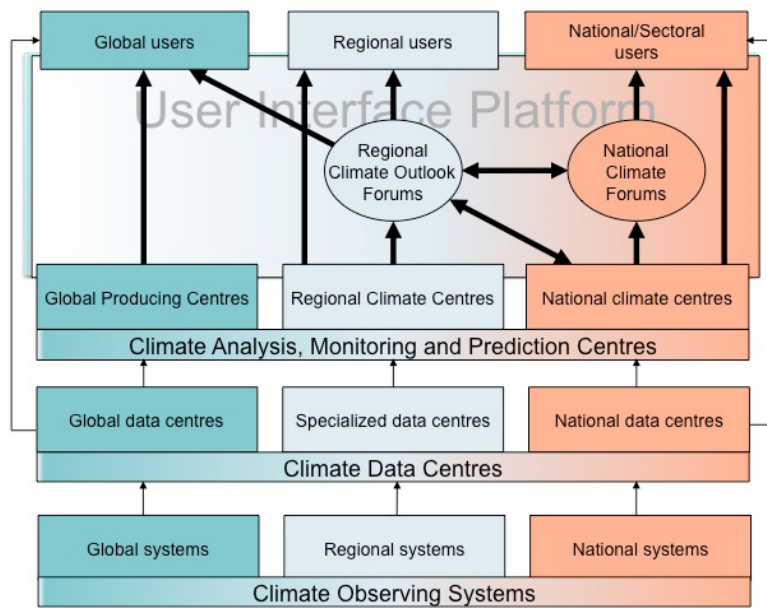 Global users
Regional users
National/Sectoral
users
User Interface Platform
Regional
Climate Outlook
Forums
National
Climate
Forums
Global Producing Centres
Regional Climate Centres
National climate centres
Climate Analysis, Monitoring and Prediction Centres
Global data centres
Specialized data centres
National data centres
Climate Data Centres
Global systems
Regional systems
National systems
Climate Observing Systems